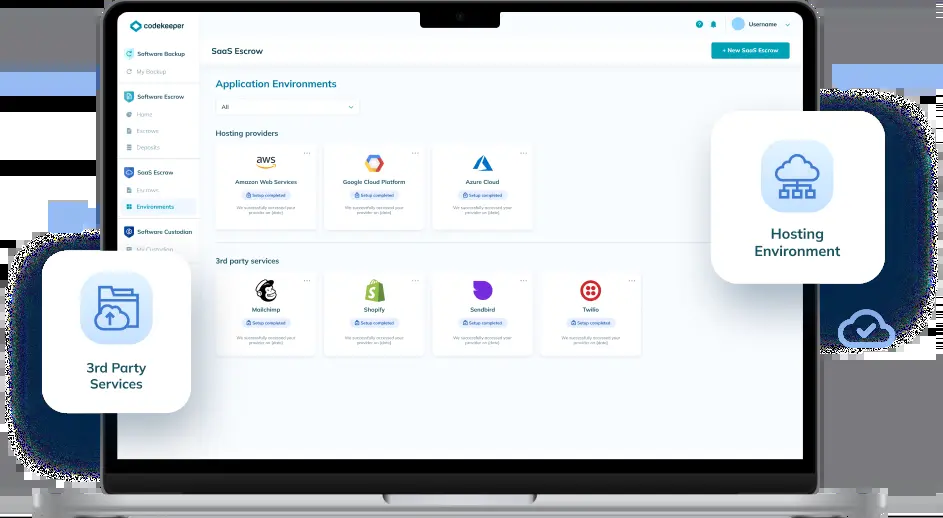 codekeeper
Username
Software Backup
My Backup
Software Escrow
Home
Escrows
Deposits
SaaS Escrow
Escrows
Environments
Software Custodian
My Custodian
SaaS Escrow
+ New SaaS Escrow
Application Environments
All
Hosting providers
aws
Amazon Web Services
Setup completed
We successfully accessed your
provider on [date]
Google Cloud Platform
Setup completed
We successfully accessed your
provider on [date]
Azure Cloud
Setup completed
We successfully accessed your
provider on [date]
3rd party services
Mailchimp
Setup completed
We successfully accessed your
provider on [date]
Shopify
Setup completed
We successfully accessed your
provider on [date]
Sendbird
Setup completed
We successfully accessed your
provider on [date]
Twilio
Setup completed
We successfully accessed your
provider on [date]
Hosting
Environment
3rd Party
Services